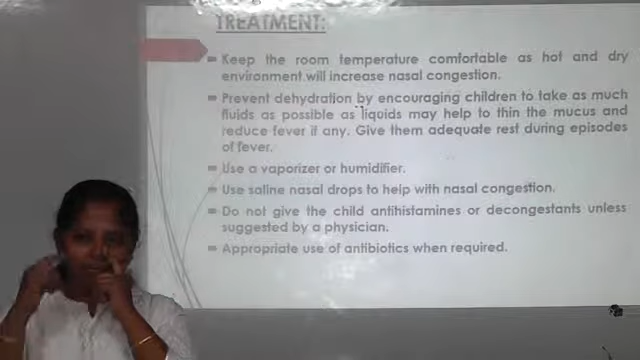 TREATMENT:
Keep the room temperature comfortable as hot and dry
environment will increase nasal congestion.
Prevent dehydration by encouraging children to take as much
fluids as possible as liquids may help to thin the mucus and
reduce fever if any. Give them adequate rest during episodes
of fever.
Use a vaporizer or humidifier.
Use saline nasal drops to help with nasal congestion.
Do not give the child antihistamines or decongestants unless
suggested by a physician.
Appropriate use of antibiotics when required.